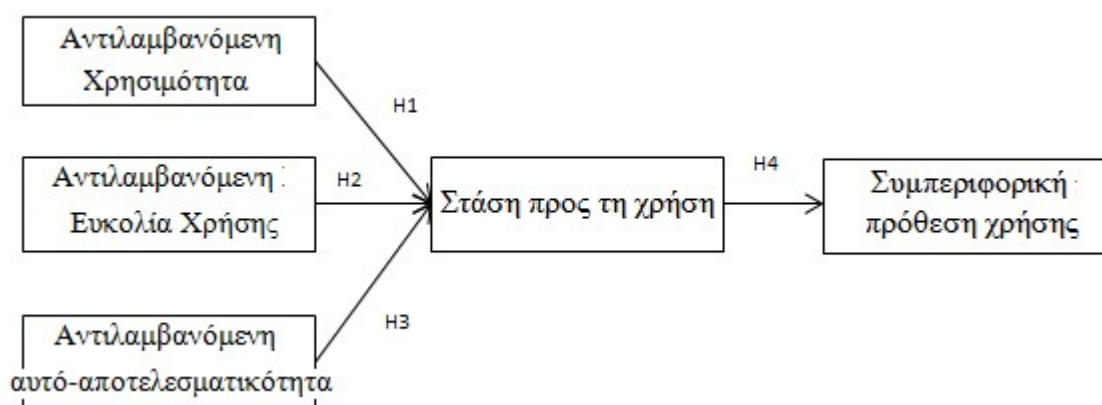 Αντιλαμβανόμενη
Χρησιμότητα
H1
Αντιλαμβανόμενη
Ευκολία Χρήσης
H2
Στάση προς τη χρήση
H4
Συμπεριφορική
πρόθεση χρήσης
H3
Αντιλαμβανόμενη
αυτό-αποτελεσματικότητα